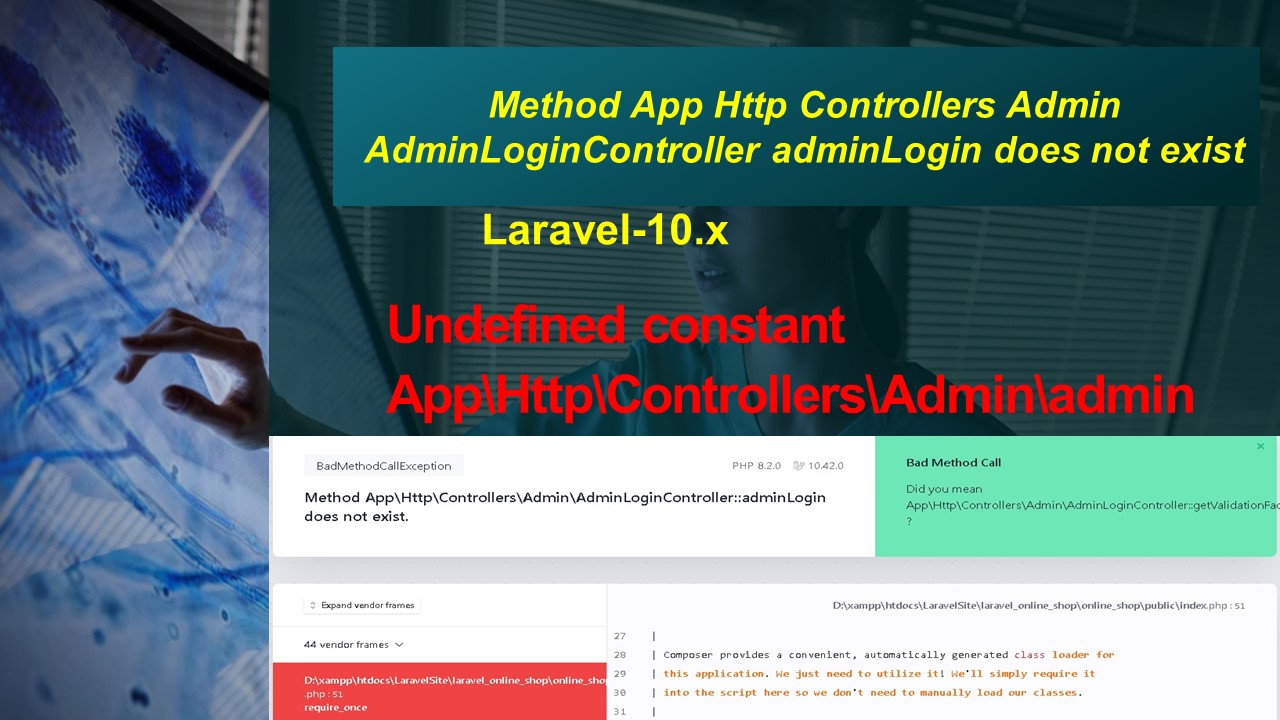 Method App Http Controllers Admin
AdminLoginController adminLogin does not exist
Laravel-10.x
Undefined constant
App\Http\Controllers\Admin\admin
BadMethodCallException
PHP 8.2.0 10.42.0
Method App\Http\Controllers\Admin\AdminLoginController::adminLogin
does not exist.
×
Bad Method Call
Did you mean
App\Http\Controllers\Admin\AdminLoginController::getValidationFac
?
Expand vendor frames
44 vendor frames
D:\xampp\htdocs\LaravelSite\laravel_online_shop\online_shop
.php : 51
require_once
D:\xampp\htdocs\LaravelSite\laravel_online_shop\online_shop\public\index.php : 51
27 |
28 | Composer provides a convenient, automatically generated class loader for
29 | this application. We just need to utilize it! We'll simply require it
30 | into the script here so we don't need to manually load our classes.
31 |